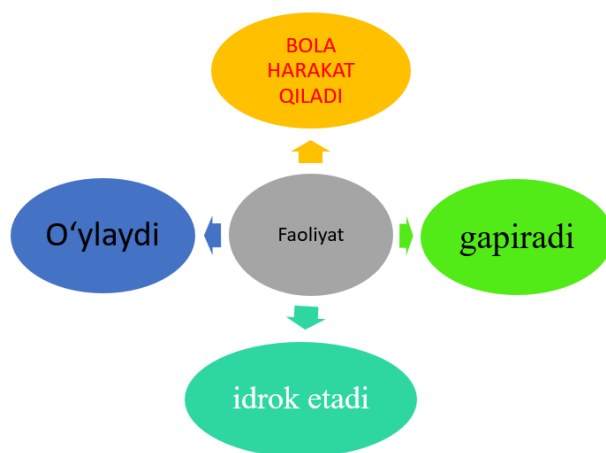 BOLA
HARAKAT
QILADI
O‘ylaydi
Faoliyat
gapiradi
idrok etadi